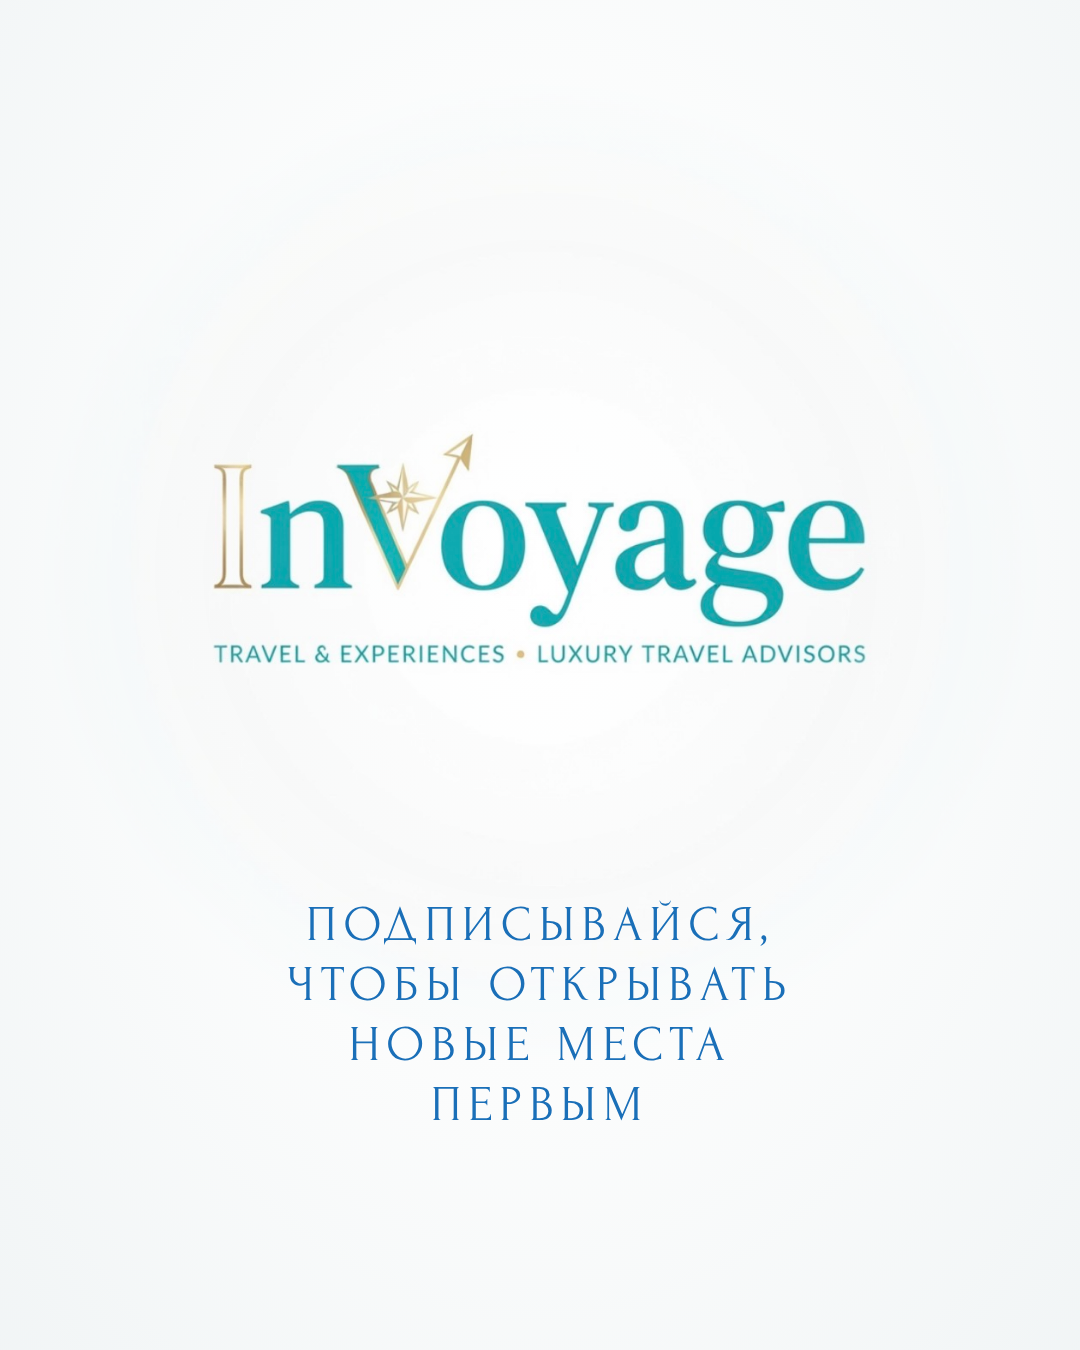 InVoyage
TRAVEL & EXPERIENCES • LUXURY TRAVEL ADVISORS
ПОДПИСЫВАЙСЯ,
ЧТОБЫ ОТКРЫВАТЬ
НОВЫЕ МЕСТА
ПЕРВЫМ